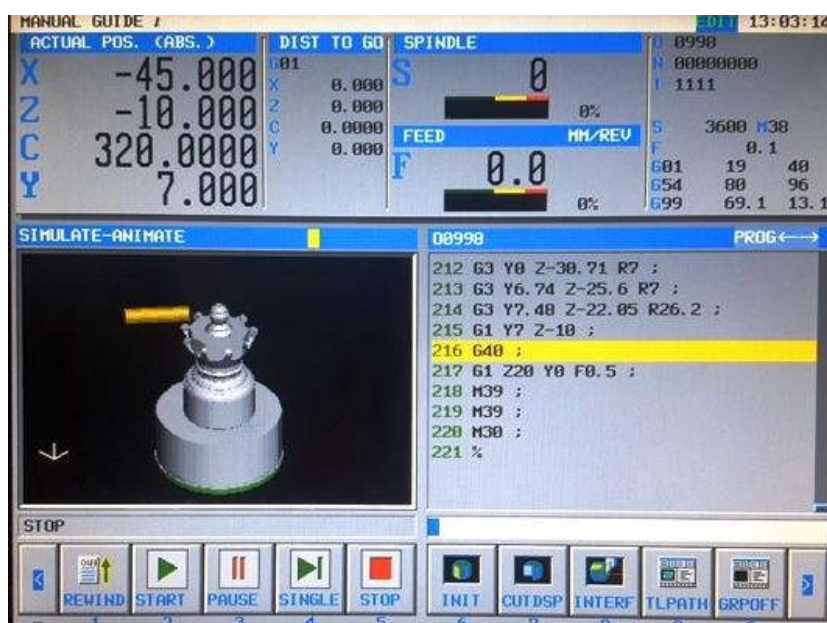 MANUAL GUIDE i
EDIT 13:03:14
ACTUAL POS. (ABS.)
X -45.000
Z -10.000
C 320.0000
Y 7.000
DIST TO GO
G01
X 0.000
Z 0.000
C 0.0000
Y 0.000
SPINDLE
S 0
0%
FEED MM/REV
F 0.0
0%
O 0998
N 00000000
T 1111
S 3600 M38
F 0.1
G01 19 40
G54 80 96
G99 69.1 13.1
SIMULATE-ANIMATE
O0998 PROG
212 G3 Y0 Z-30.71 R7 ;
213 G3 Y6.74 Z-25.6 R7 ;
214 G3 Y7.48 Z-22.05 R26.2 ;
215 G1 Y7 Z-10 ;
216 G40 ;
217 G1 Z20 Y0 F0.5 ;
218 M39 ;
219 M39 ;
220 M30 ;
221 %
STOP
REWIND START PAUSE SINGLE STOP INIT CUTDSP INTERF TLPATH GRPOFF